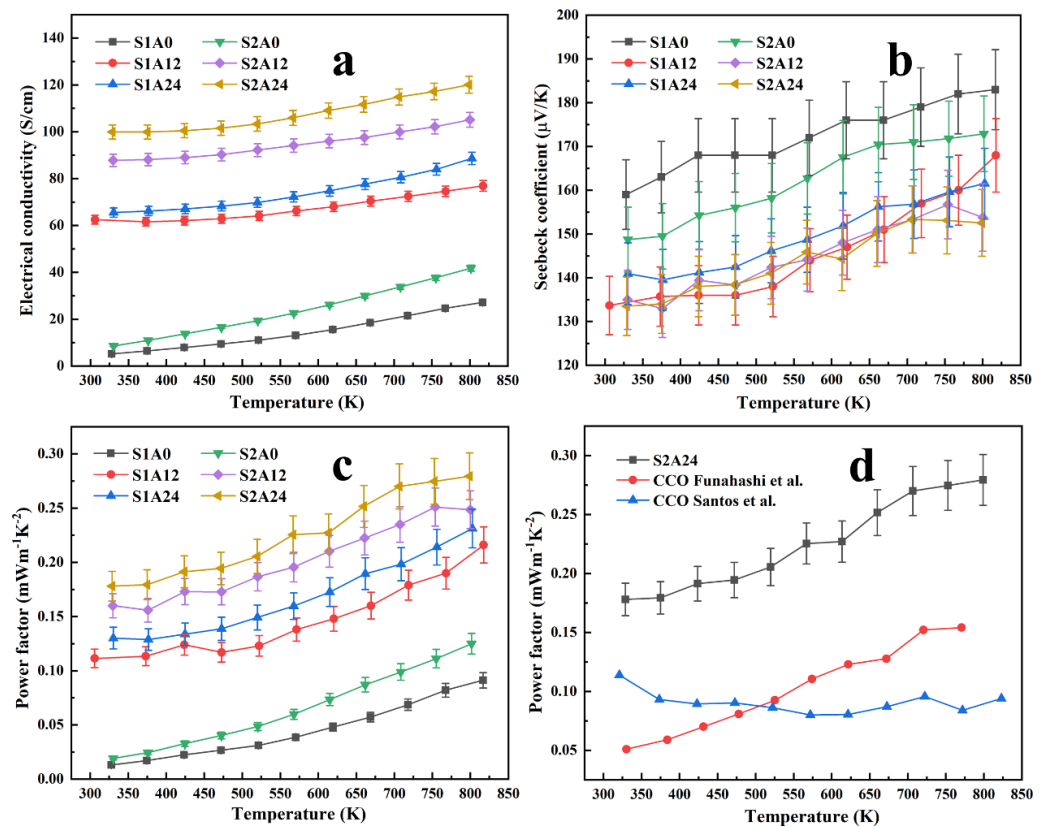 140
120
100
80
60
40
20
0
Electrical conductivity (S/cm)
S1A0
S1A12
S1A24
S2A0
S2A12
S2A24
a
300 350 400 450 500 550 600 650 700 750 800 850
Temperature (K)
200
190
180
170
160
150
140
130
120
Seebeck coefficient (μV/K)
S1A0
S1A12
S1A24
S2A0
S2A12
S2A24
b
300 350 400 450 500 550 600 650 700 750 800 850
Temperature (K)
0.30
0.25
0.20
0.15
0.10
0.05
0.00
Power factor (mWm⁻¹K⁻²)
S1A0
S1A12
S1A24
S2A0
S2A12
S2A24
c
300 350 400 450 500 550 600 650 700 750 800 850
Temperature (K)
0.30
0.25
0.20
0.15
0.10
0.05
Power factor (mWm⁻¹K⁻²)
S2A24
CCO Funahashi et al.
CCO Santos et al.
d
300 350 400 450 500 550 600 650 700 750 800 850
Temperature (K)